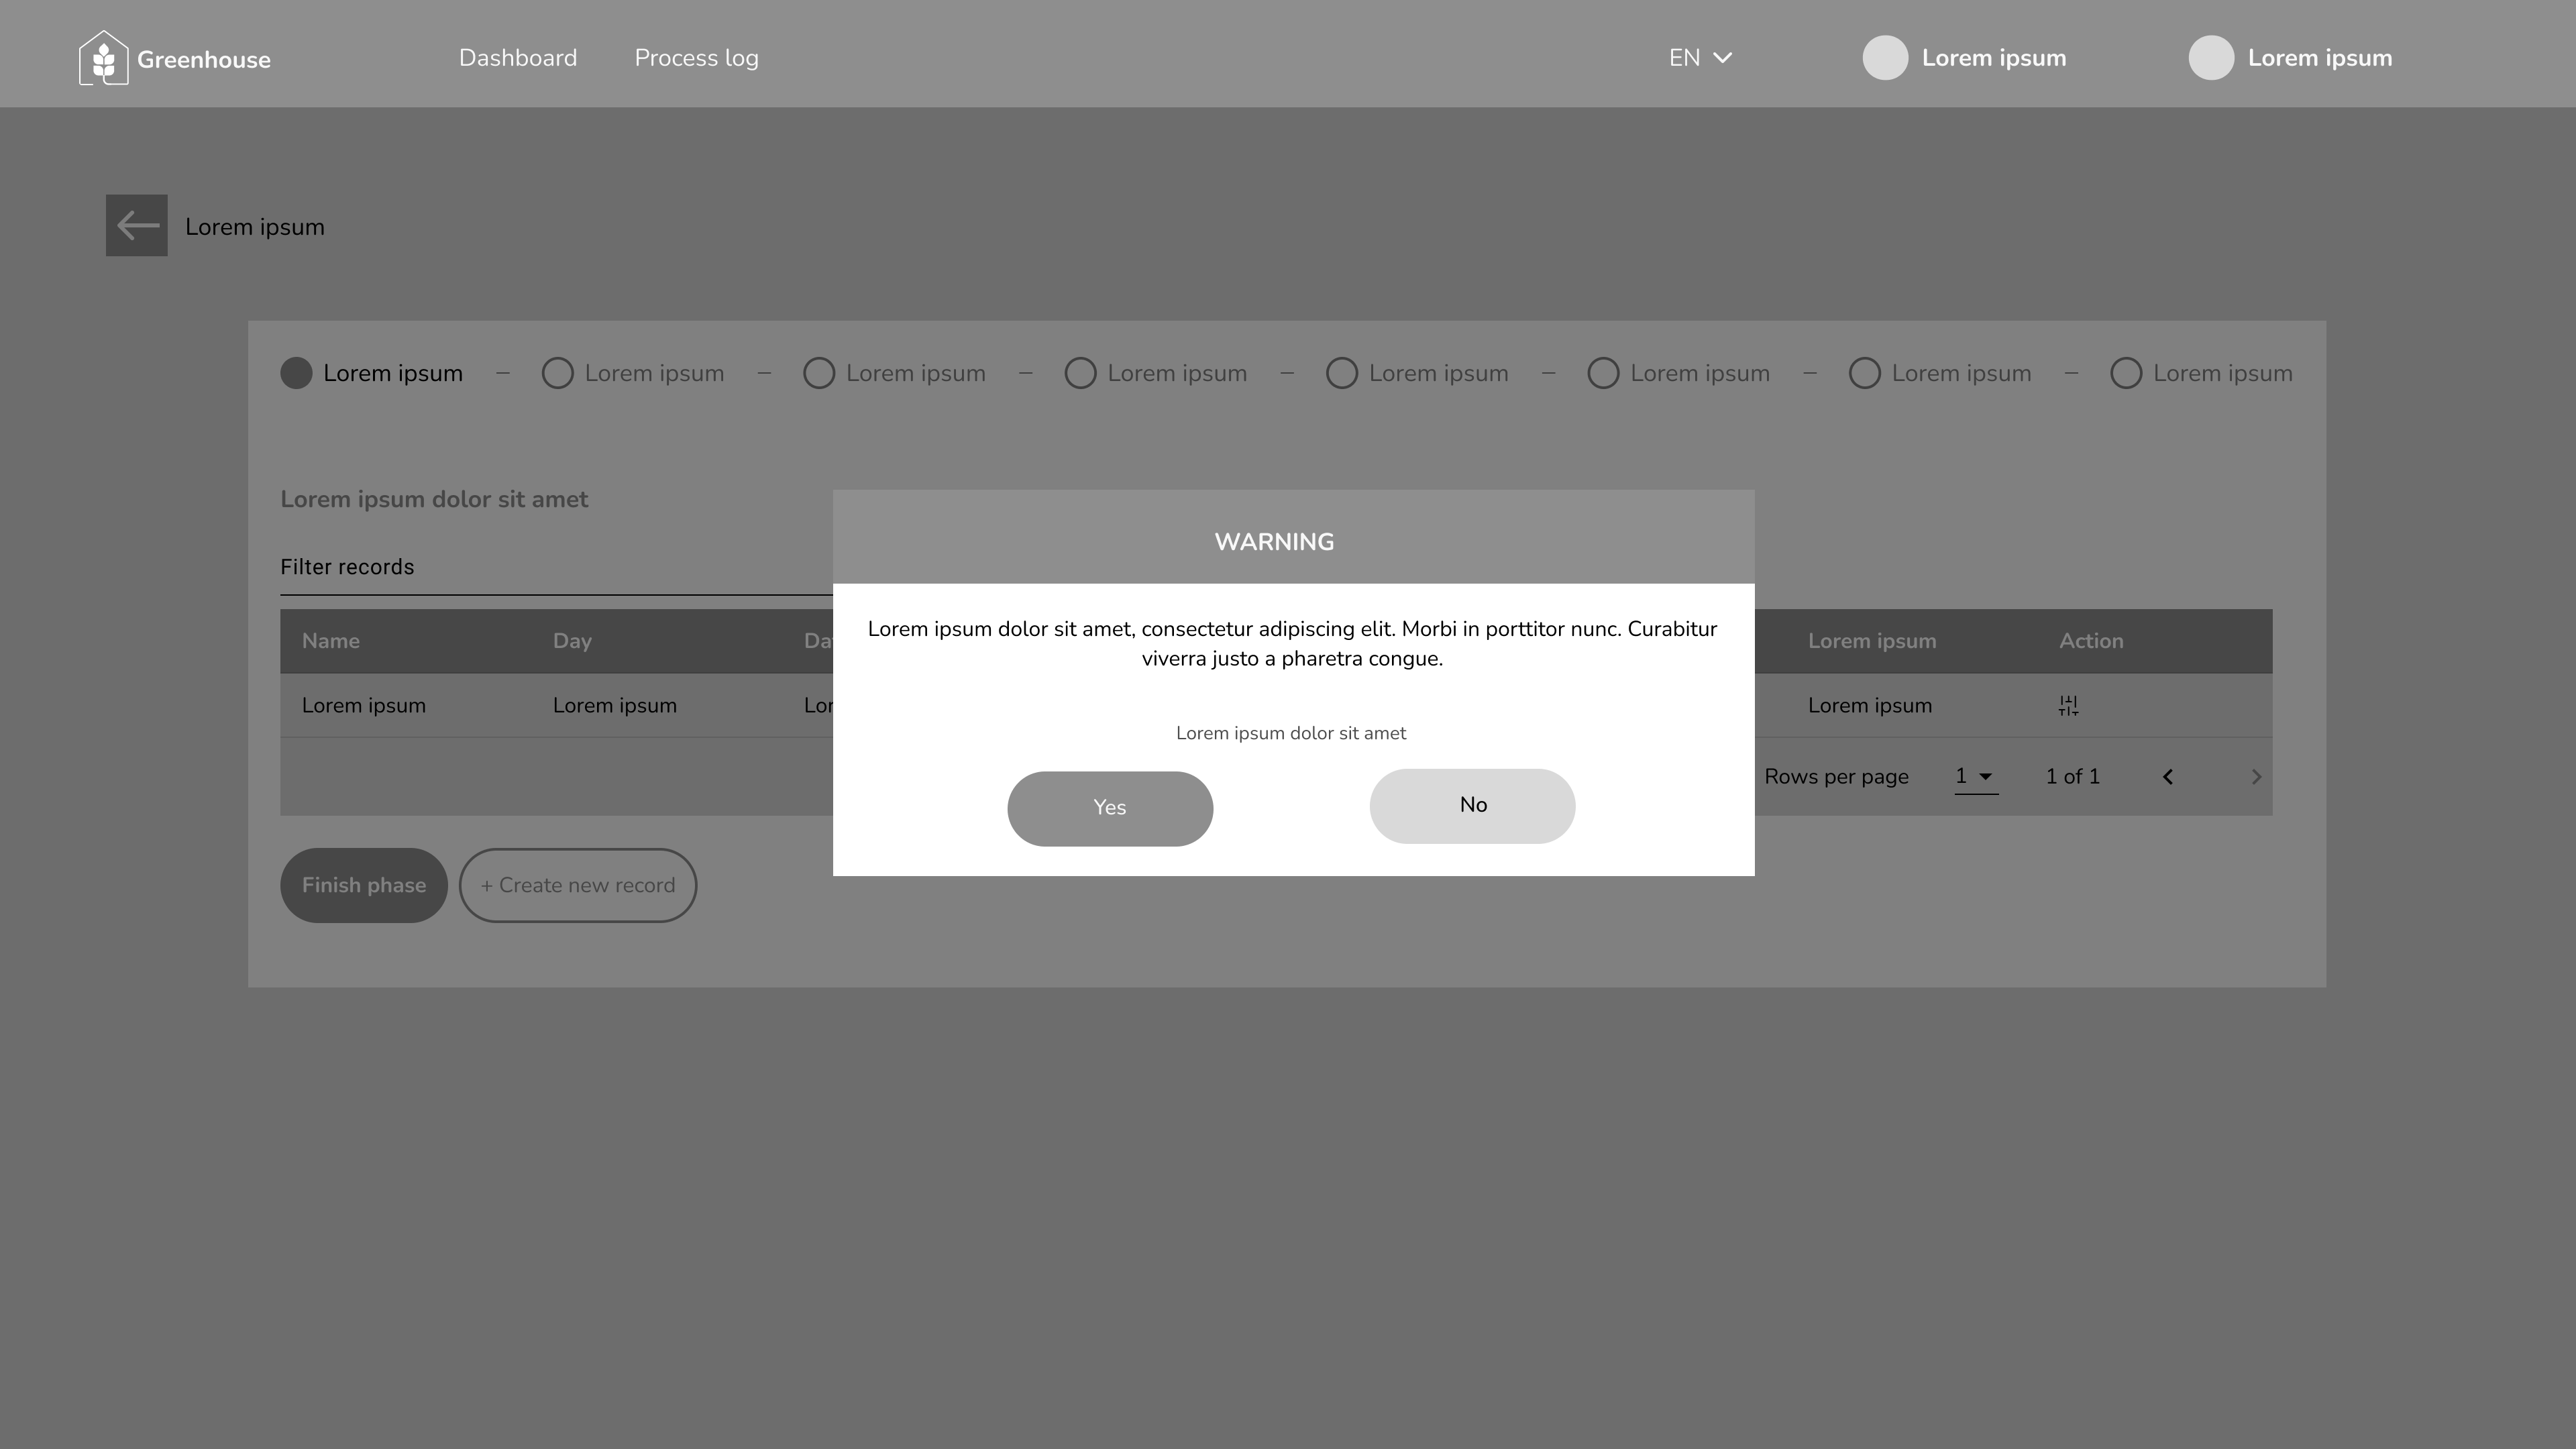 Greenhouse
Dashboard
Process log
EN
Lorem ipsum
Lorem ipsum
Lorem ipsum
Lorem ipsum – Lorem ipsum – Lorem ipsum – Lorem ipsum – Lorem ipsum – Lorem ipsum – Lorem ipsum – Lorem ipsum
Lorem ipsum dolor sit amet
Filter records
Name Day Da Lorem ipsum Action
Lorem ipsum Lorem ipsum Lor Lorem ipsum
Rows per page 1 1 of 1
Finish phase
+ Create new record
WARNING
Lorem ipsum dolor sit amet, consectetur adipiscing elit. Morbi in porttitor nunc. Curabitur
viverra justo a pharetra congue.
Lorem ipsum dolor sit amet
Yes
No